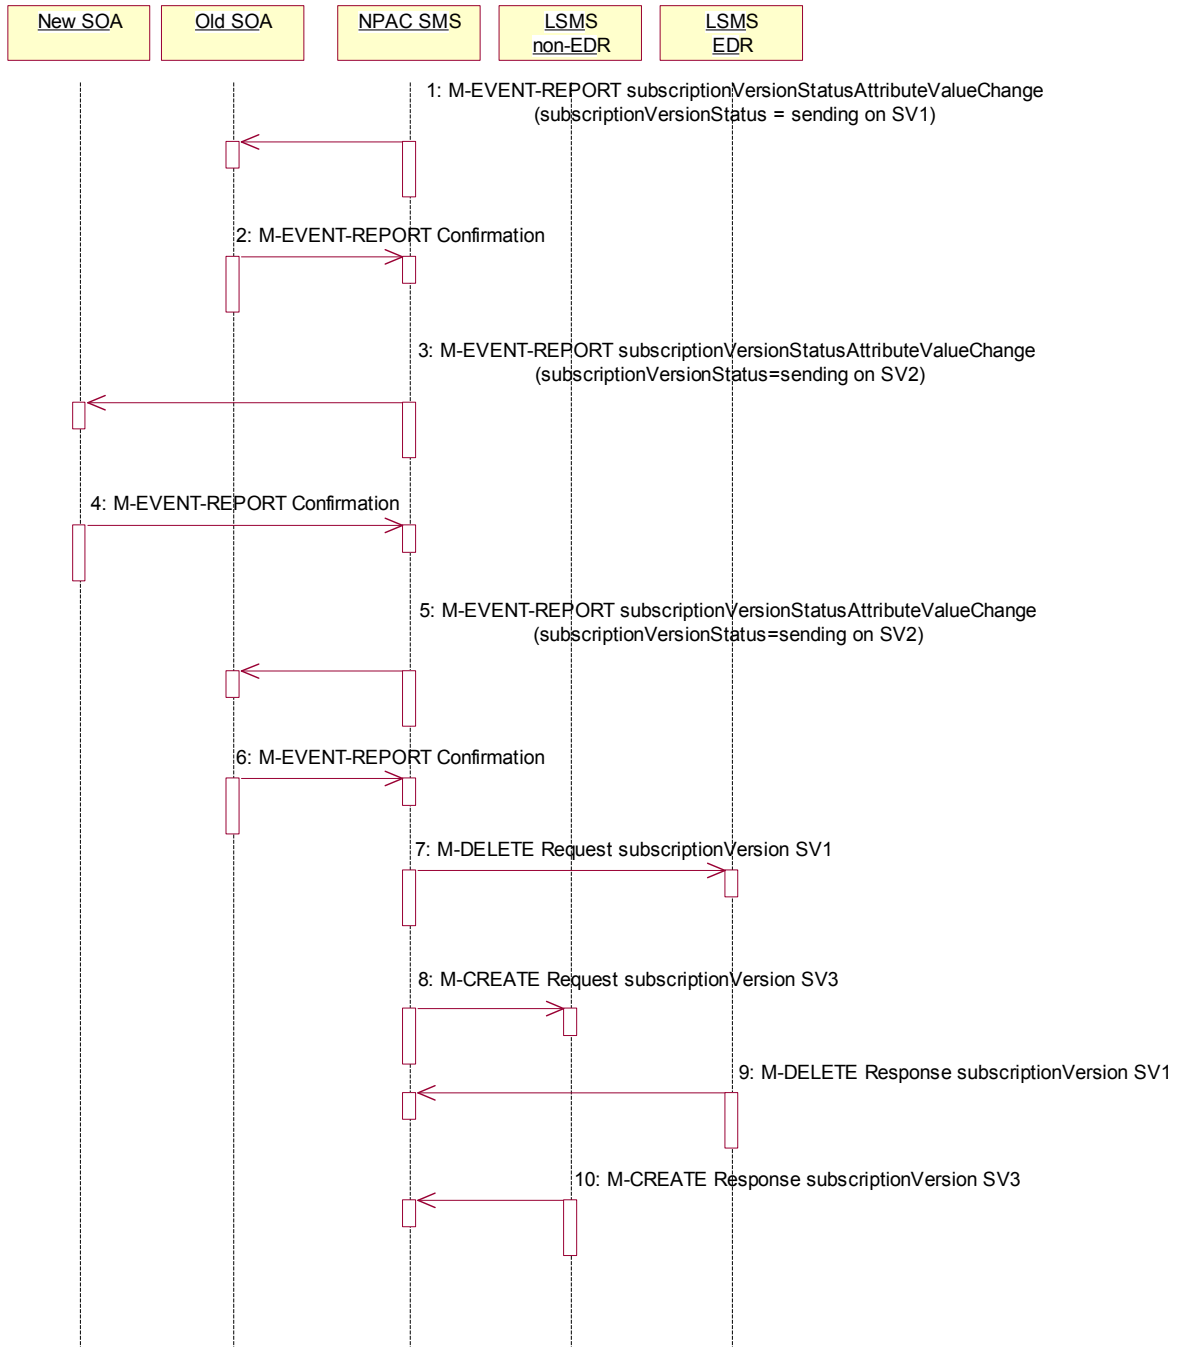 New SOA
Old SOA
NPAC SMS
LSMS
non-EDR
LSMS
EDR
1: M-EVENT-REPORT subscriptionVersionStatusAttributeValueChange
(subscriptionVersionStatus = sending on SV1)
2: M-EVENT-REPORT Confirmation
3: M-EVENT-REPORT subscriptionVersionStatusAttributeValueChange
(subscriptionVersionStatus=sending on SV2)
4: M-EVENT-REPORT Confirmation
5: M-EVENT-REPORT subscriptionVersionStatusAttributeValueChange
(subscriptionVersionStatus=sending on SV2)
6: M-EVENT-REPORT Confirmation
7: M-DELETE Request subscriptionVersion SV1
8: M-CREATE Request subscriptionVersion SV3
9: M-DELETE Response subscriptionVersion SV1
10: M-CREATE Response subscriptionVersion SV3